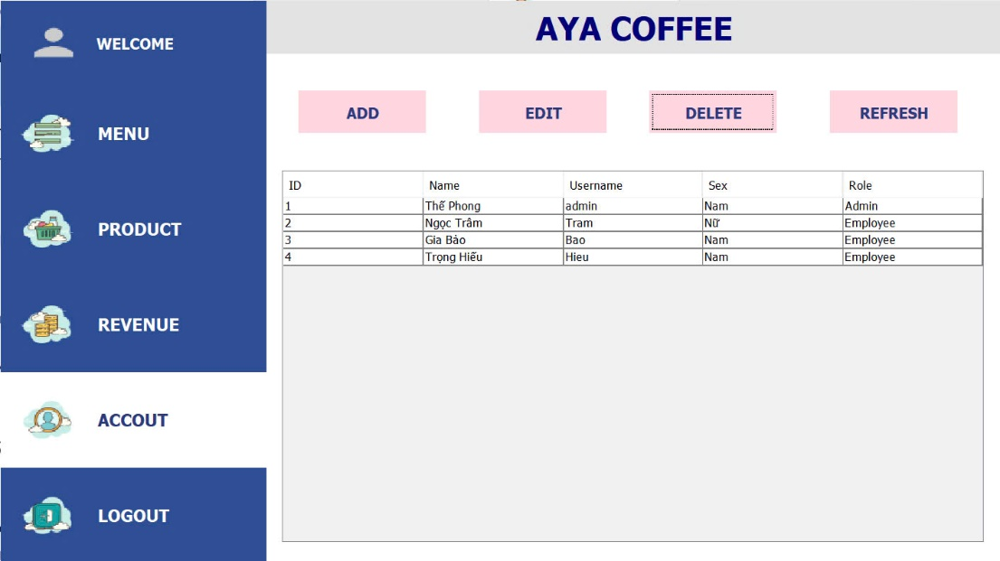 AYA COFFEE
WELCOME
MENU
PRODUCT
REVENUE
ACCOUT
LOGOUT
ADD EDIT DELETE REFRESH
ID Name Username Sex Role
1 Thế Phong admin Nam Admin
2 Ngọc Trâm Tram Nữ Employee
3 Gia Bảo Bao Nam Employee
4 Trọng Hiếu Hieu Nam Employee